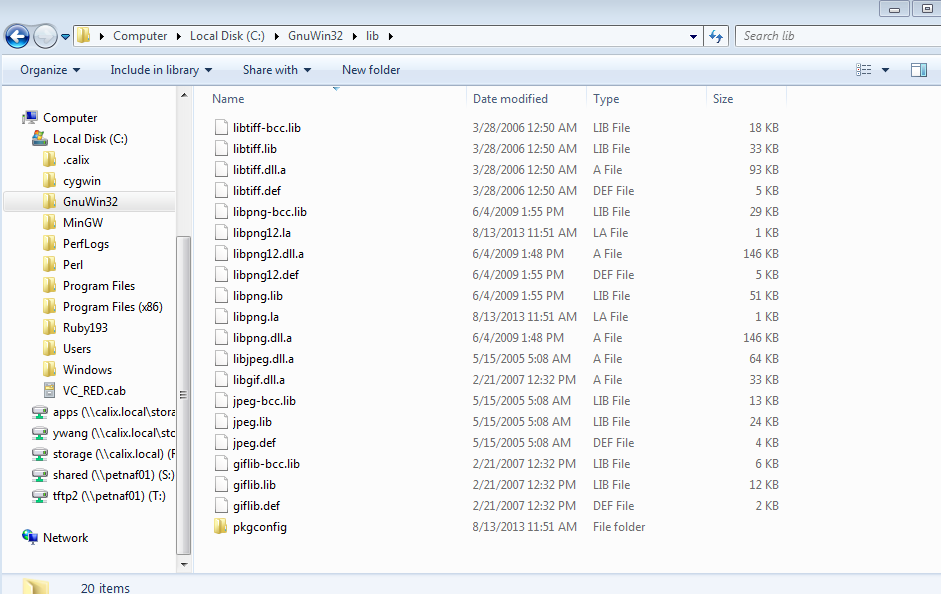 Computer Local Disk (C:) GnuWin32 lib Search lib
Organize Include in library Share with New folder
Computer
Local Disk (C:)
.calix
cygwin
GnuWin32
MinGW
PerfLogs
Perl
Program Files
Program Files (x86)
Ruby193
Users
Windows
VC_RED.cab
apps (\\calix.local\stora
ywang (\\calix.local\stc
storage (\\calix.local) (F
shared (\\petnaf01) (S:)
tftp2 (\\petnaf01) (T:)
Network
Name Date modified Type Size
libtiff-bcc.lib 3/28/2006 12:50 AM LIB File 18 KB
libtiff.lib 3/28/2006 12:50 AM LIB File 33 KB
libtiff.dll.a 3/28/2006 12:50 AM A File 93 KB
libtiff.def 3/28/2006 12:50 AM DEF File 5 KB
libpng-bcc.lib 6/4/2009 1:55 PM LIB File 29 KB
libpng12.la 8/13/2013 11:51 AM LA File 1 KB
libpng12.dll.a 6/4/2009 1:48 PM A File 146 KB
libpng12.def 6/4/2009 1:55 PM DEF File 5 KB
libpng.lib 6/4/2009 1:55 PM LIB File 51 KB
libpng.la 8/13/2013 11:51 AM LA File 1 KB
libpng.dll.a 6/4/2009 1:48 PM A File 146 KB
libjpeg.dll.a 5/15/2005 5:08 AM A File 64 KB
libgif.dll.a 2/21/2007 12:32 PM A File 33 KB
jpeg-bcc.lib 5/15/2005 5:08 AM LIB File 13 KB
jpeg.lib 5/15/2005 5:08 AM LIB File 24 KB
jpeg.def 5/15/2005 5:08 AM DEF File 4 KB
giflib-bcc.lib 2/21/2007 12:32 PM LIB File 6 KB
giflib.lib 2/21/2007 12:32 PM LIB File 12 KB
giflib.def 2/21/2007 12:32 PM DEF File 2 KB
pkgconfig 8/13/2013 11:51 AM File folder
20 items